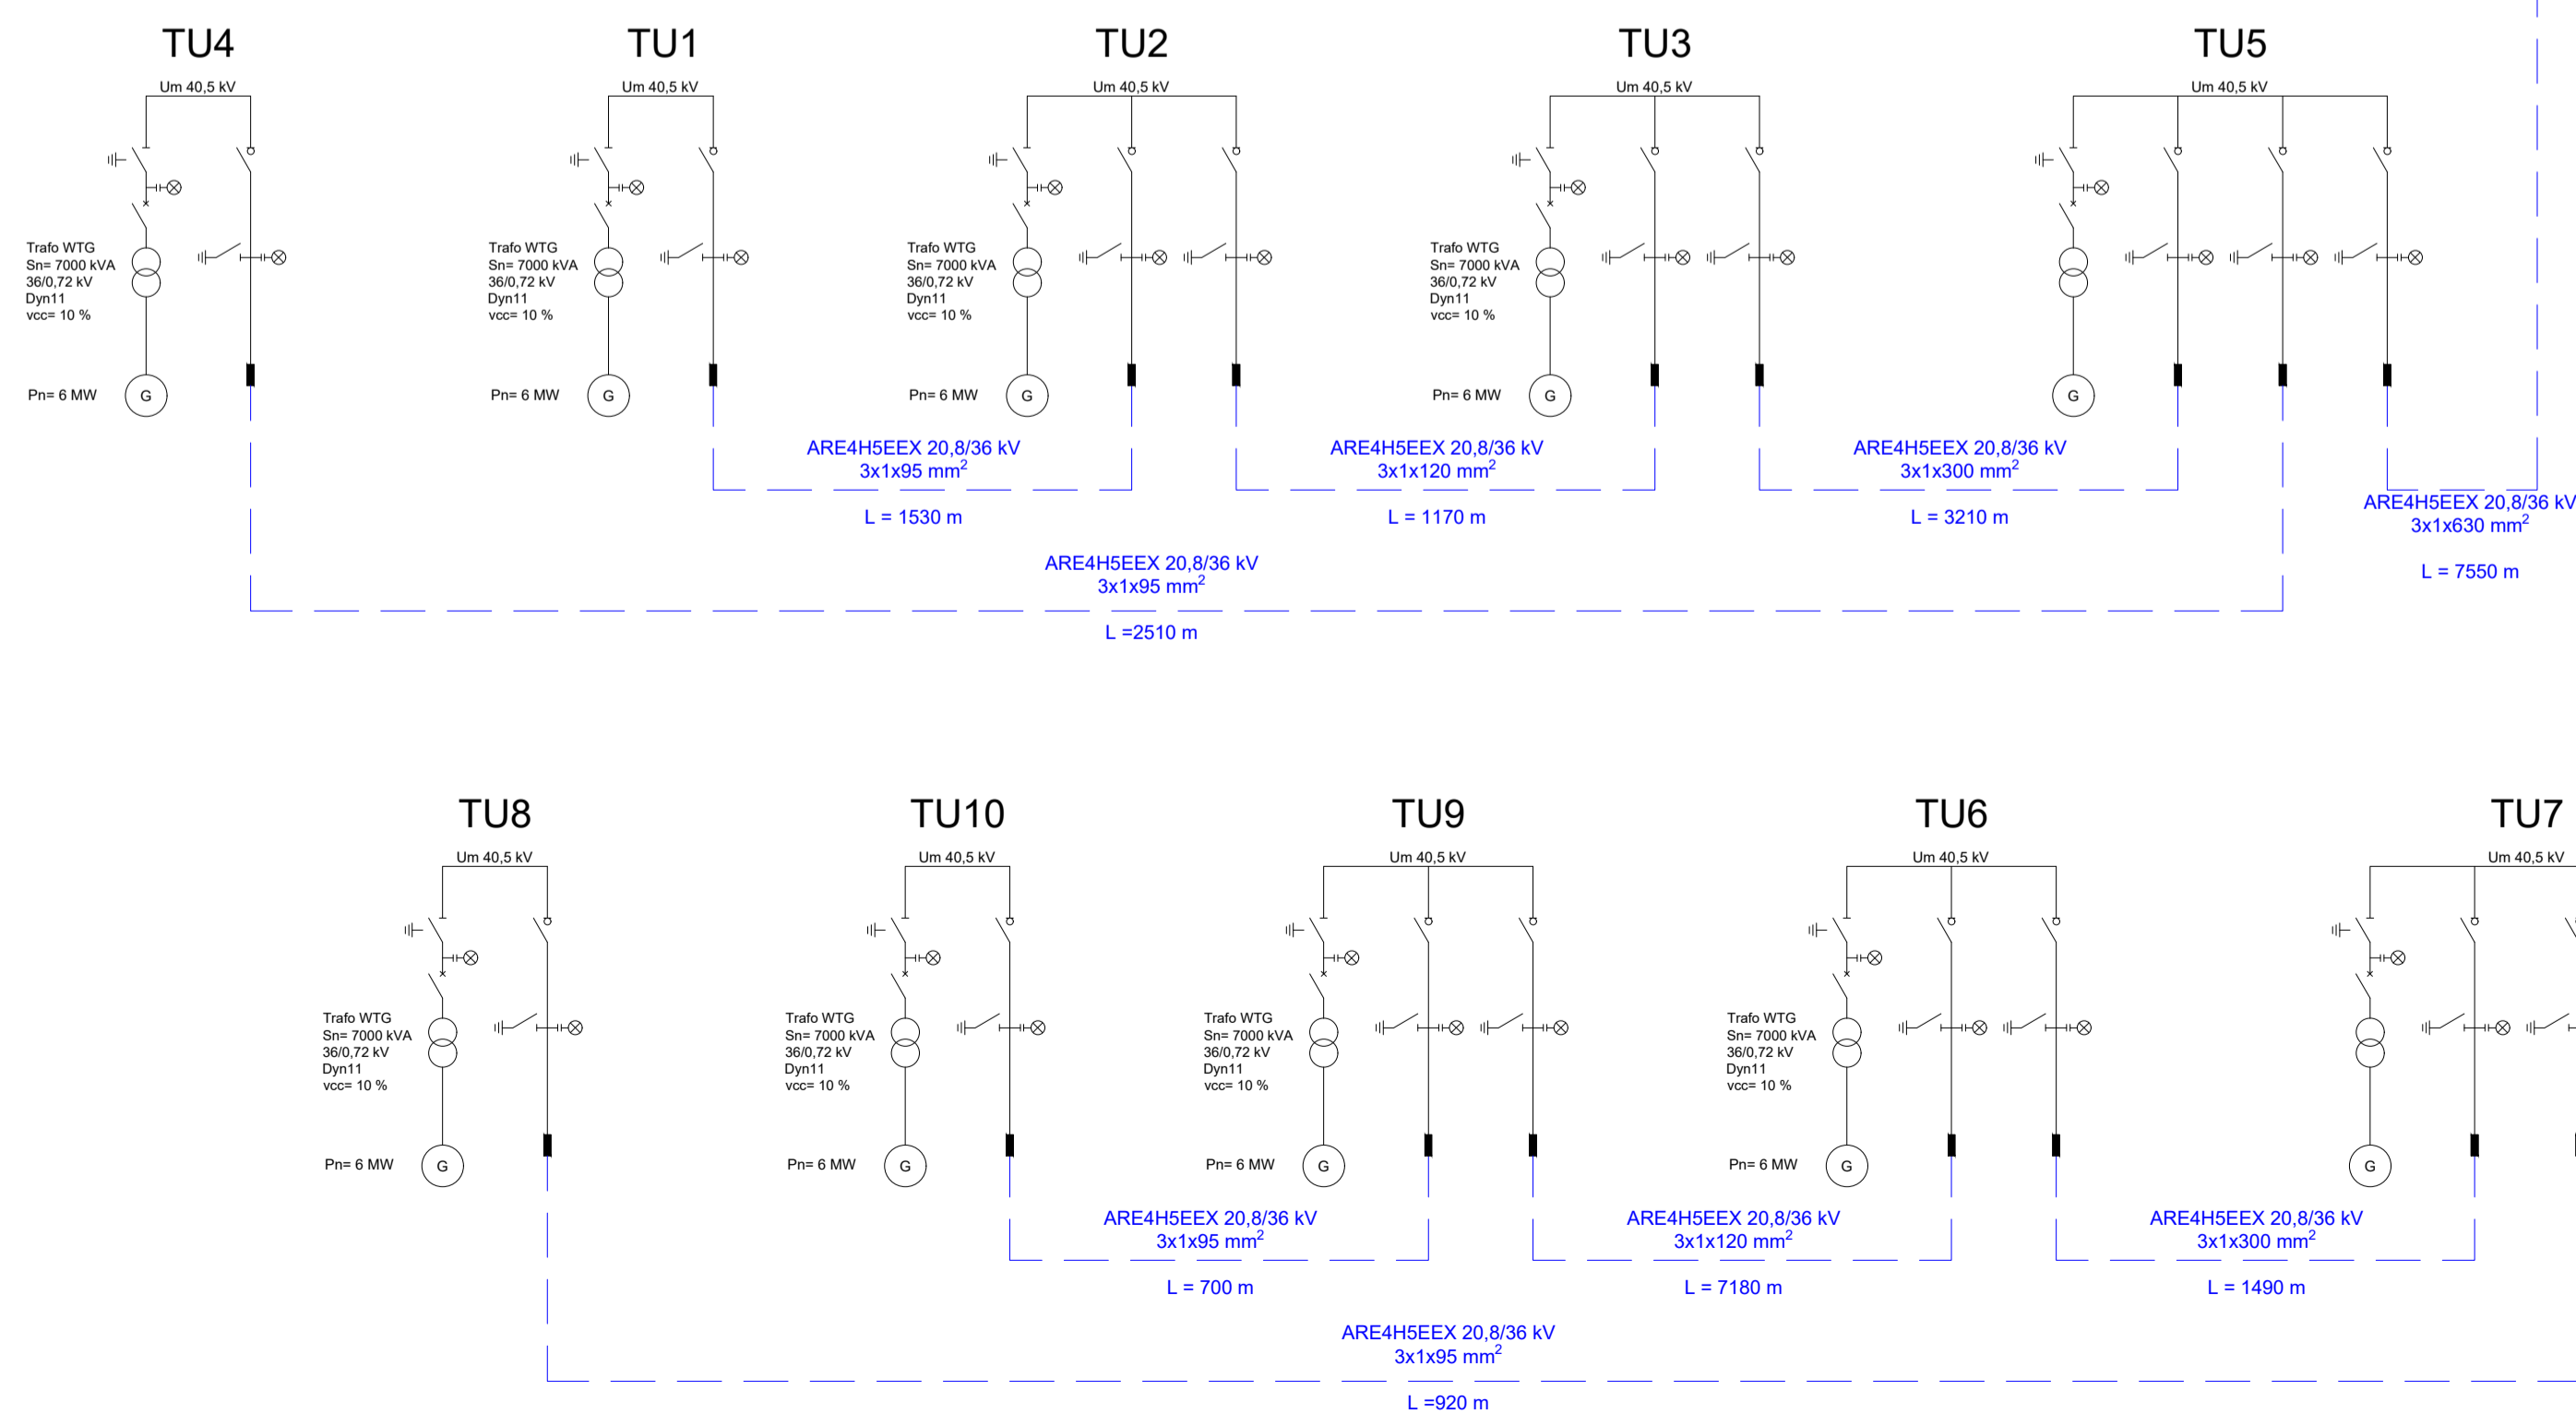 TU4
Um 40,5 kV
Trafo WTG
Sn= 7000 kVA
36/0,72 kV
Dyn11
vcc= 10 %
Pn= 6 MW
G
TU1
Um 40,5 kV
Trafo WTG
Sn= 7000 kVA
36/0,72 kV
Dyn11
vcc= 10 %
Pn= 6 MW
G
TU2
Um 40,5 kV
Trafo WTG
Sn= 7000 kVA
36/0,72 kV
Dyn11
vcc= 10 %
Pn= 6 MW
G
TU3
Um 40,5 kV
Trafo WTG
Sn= 7000 kVA
36/0,72 kV
Dyn11
vcc= 10 %
Pn= 6 MW
G
TU5
Um 40,5 kV
G
ARE4H5EEX 20,8/36 kV
3x1x95 mm²
L = 1530 m
ARE4H5EEX 20,8/36 kV
3x1x120 mm²
L = 1170 m
ARE4H5EEX 20,8/36 kV
3x1x300 mm²
L = 3210 m
ARE4H5EEX 20,8/36 kV
3x1x630 mm²
L = 7550 m
ARE4H5EEX 20,8/36 kV
3x1x95 mm²
L =2510 m
TU8
Um 40,5 kV
Trafo WTG
Sn= 7000 kVA
36/0,72 kV
Dyn11
vcc= 10 %
Pn= 6 MW
G
TU10
Um 40,5 kV
Trafo WTG
Sn= 7000 kVA
36/0,72 kV
Dyn11
vcc= 10 %
Pn= 6 MW
G
TU9
Um 40,5 kV
Trafo WTG
Sn= 7000 kVA
36/0,72 kV
Dyn11
vcc= 10 %
Pn= 6 MW
G
TU6
Um 40,5 kV
Trafo WTG
Sn= 7000 kVA
36/0,72 kV
Dyn11
vcc= 10 %
Pn= 6 MW
G
TU7
Um 40,5 kV
G
ARE4H5EEX 20,8/36 kV
3x1x95 mm²
L = 700 m
ARE4H5EEX 20,8/36 kV
3x1x120 mm²
L = 7180 m
ARE4H5EEX 20,8/36 kV
3x1x300 mm²
L = 1490 m
ARE4H5EEX 20,8/36 kV
3x1x95 mm²
L =920 m